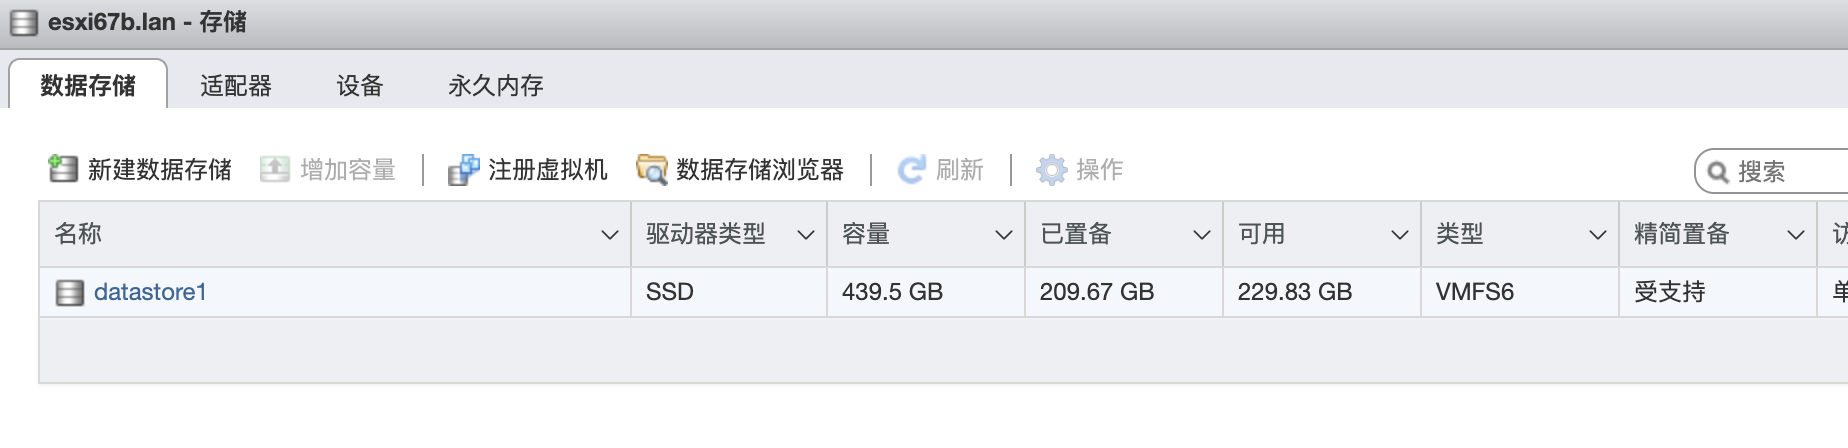 esxi67b.lan - 存储
数据存储 适配器 设备 永久内存
新建数据存储 增加容量 注册虚拟机 数据存储浏览器 刷新 操作 搜索
名称 驱动器类型 容量 已置备 可用 类型 精简置备
datastore1 SSD 439.5 GB 209.67 GB 229.83 GB VMFS6 受支持